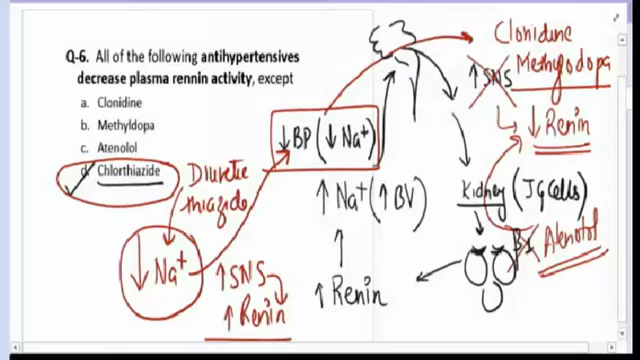 Q-6. All of the following antihypertensives
decrease plasma rennin activity, except
a. Clonidine
b. Methyldopa
c. Atenolol
d. Chlorthiazide
Clonidine
Methyldopa
↑ SNS
↓ Renin
↓ BP (↓ Na+)
Diuretic
thiazide
↑ Na+ (↑ BV)
Kidney (JG Cells)
β1
Atenolol
↓ Na+
↑ SNS
↑ Renin
↑
↑ Renin